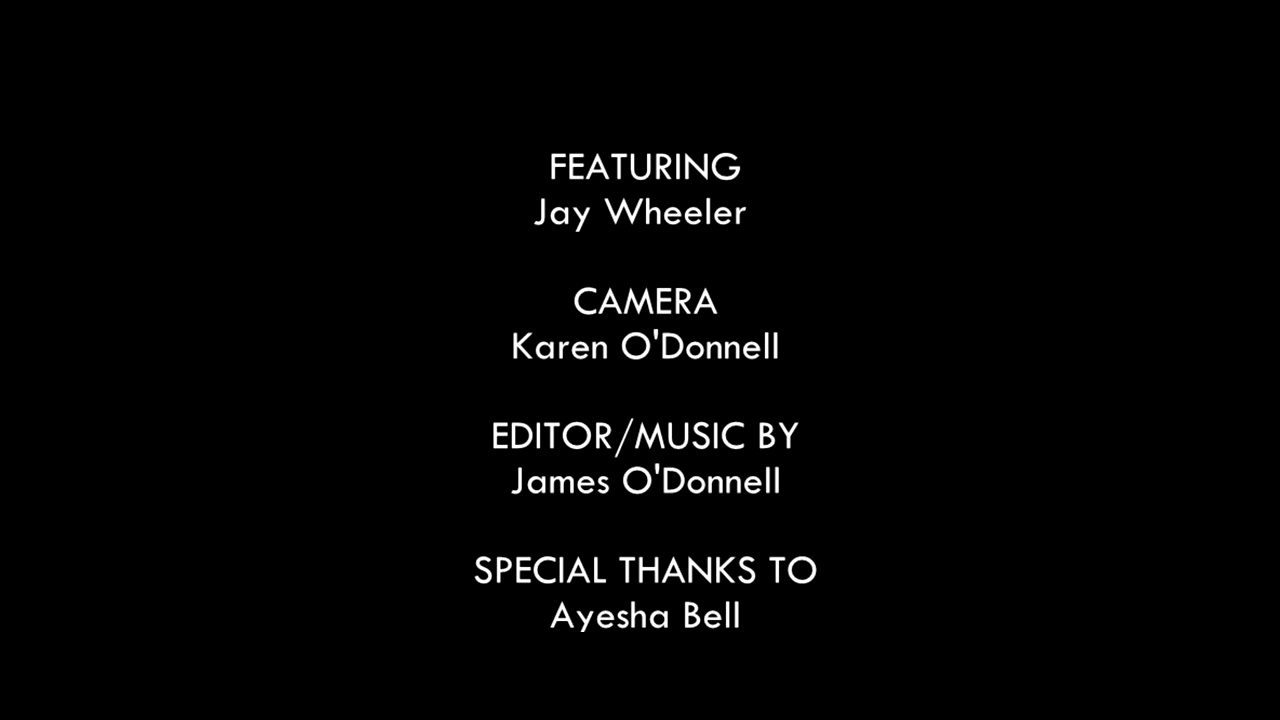 FEATURING
Jay Wheeler
CAMERA
Karen O'Donnell
EDITOR/MUSIC BY
James O'Donnell
SPECIAL THANKS TO
Ayesha Bell